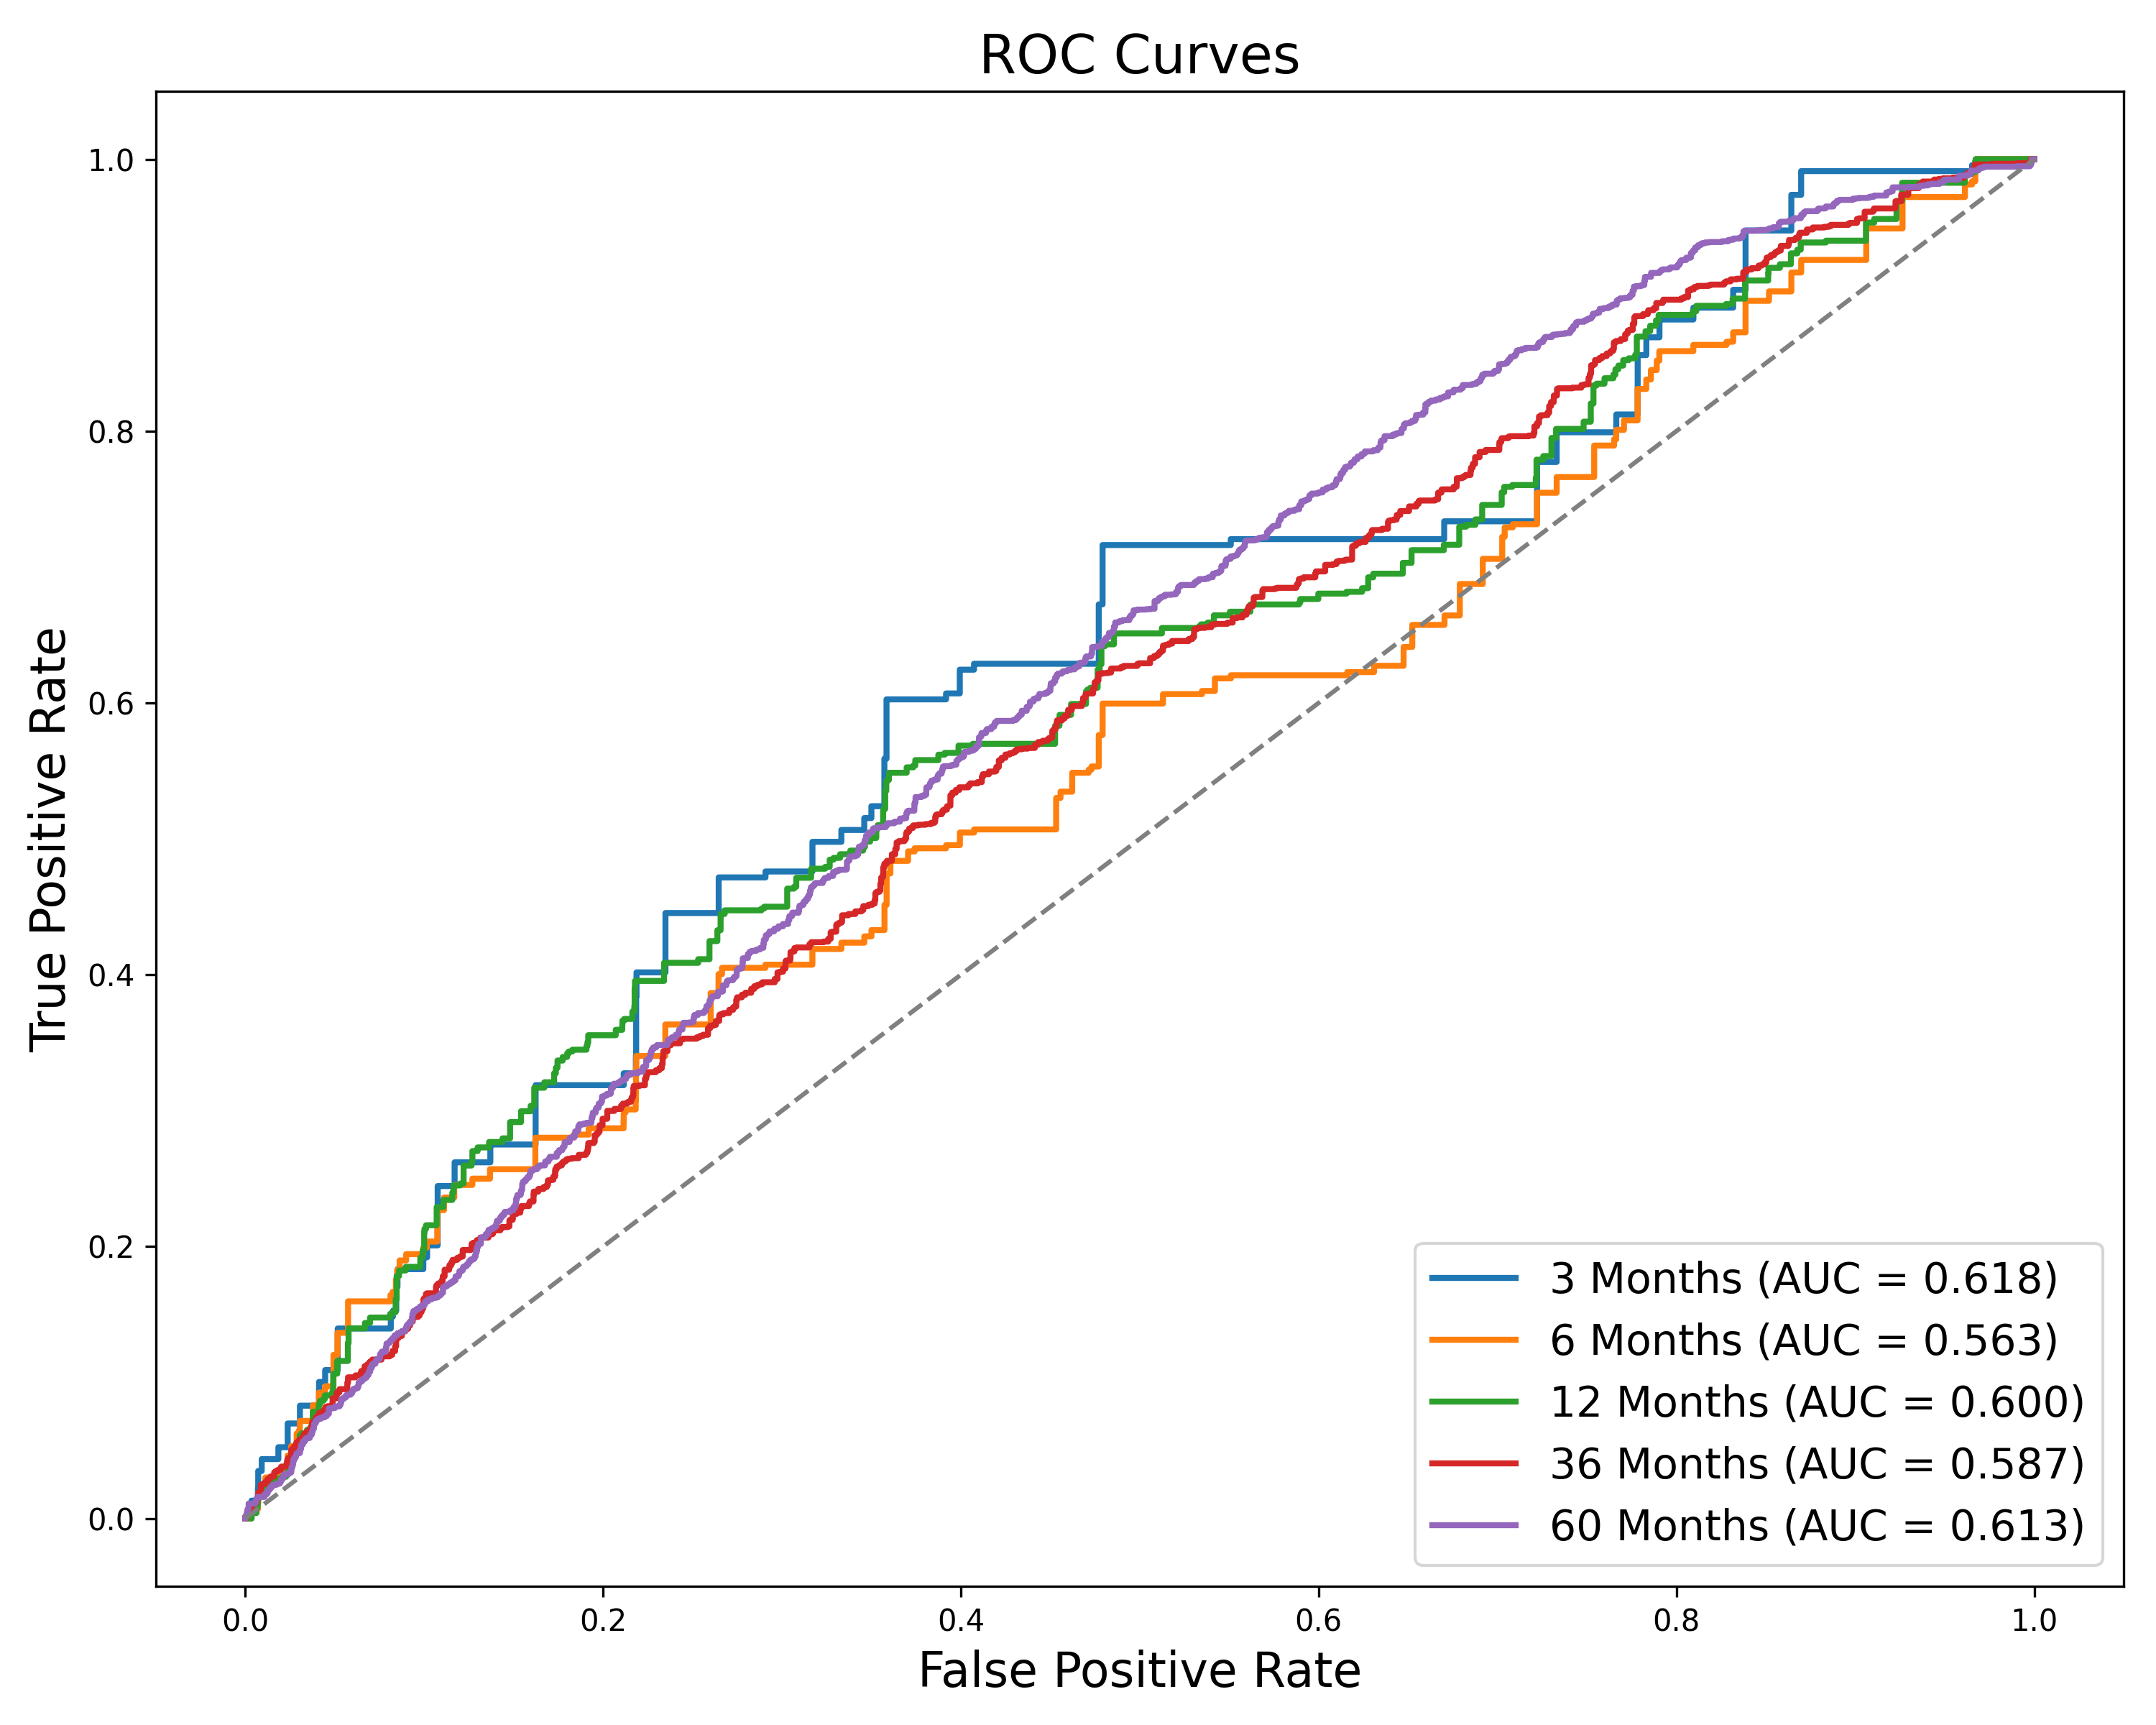 ROC Curves
True Positive Rate
1.0
0.8
0.6
0.4
0.2
0.0
3 Months (AUC = 0.618)
6 Months (AUC = 0.563)
12 Months (AUC = 0.600)
36 Months (AUC = 0.587)
60 Months (AUC = 0.613)
0.0 0.2 0.4 0.6 0.8 1.0
False Positive Rate